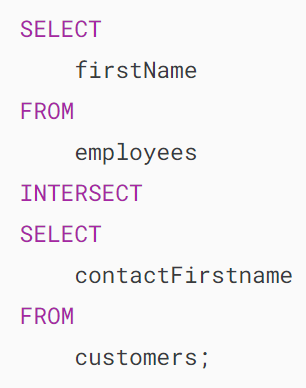 SELECT
firstName
FROM
employees
INTERSECT
SELECT
contactFirstname
FROM
customers;